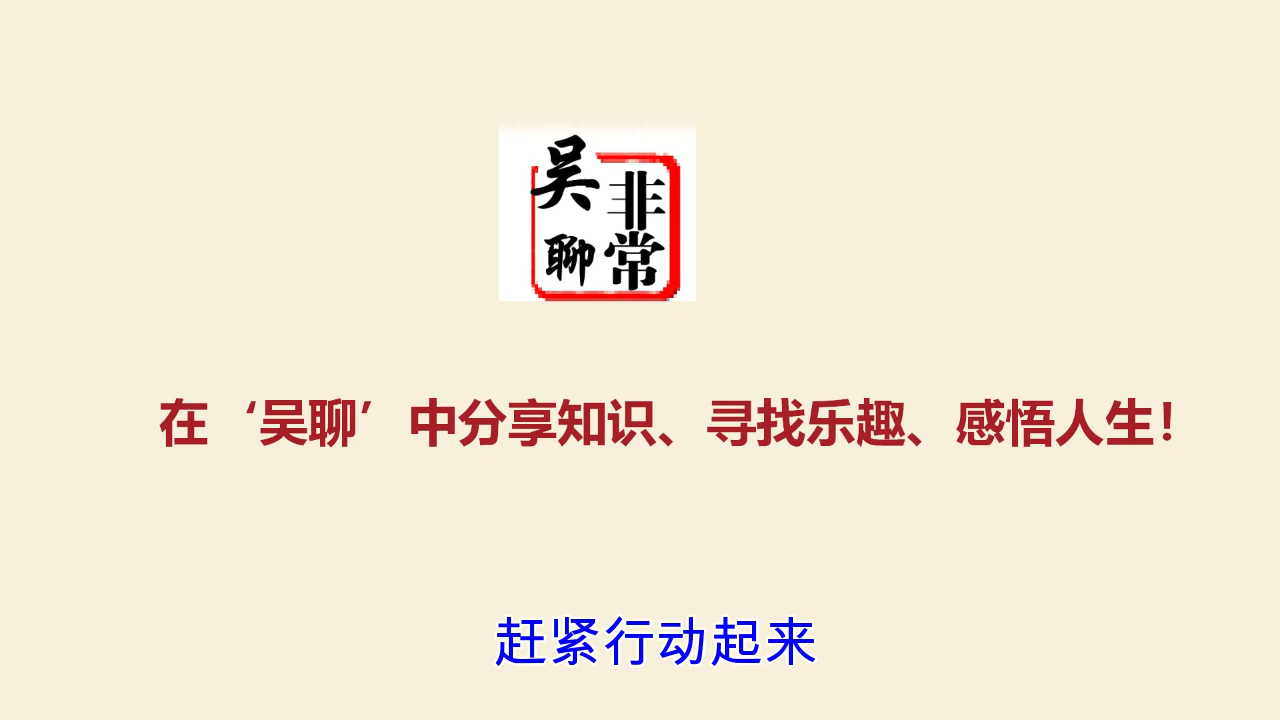 非常
吴聊
在‘吴聊’中分享知识、寻找乐趣、感悟人生！
赶紧行动起来